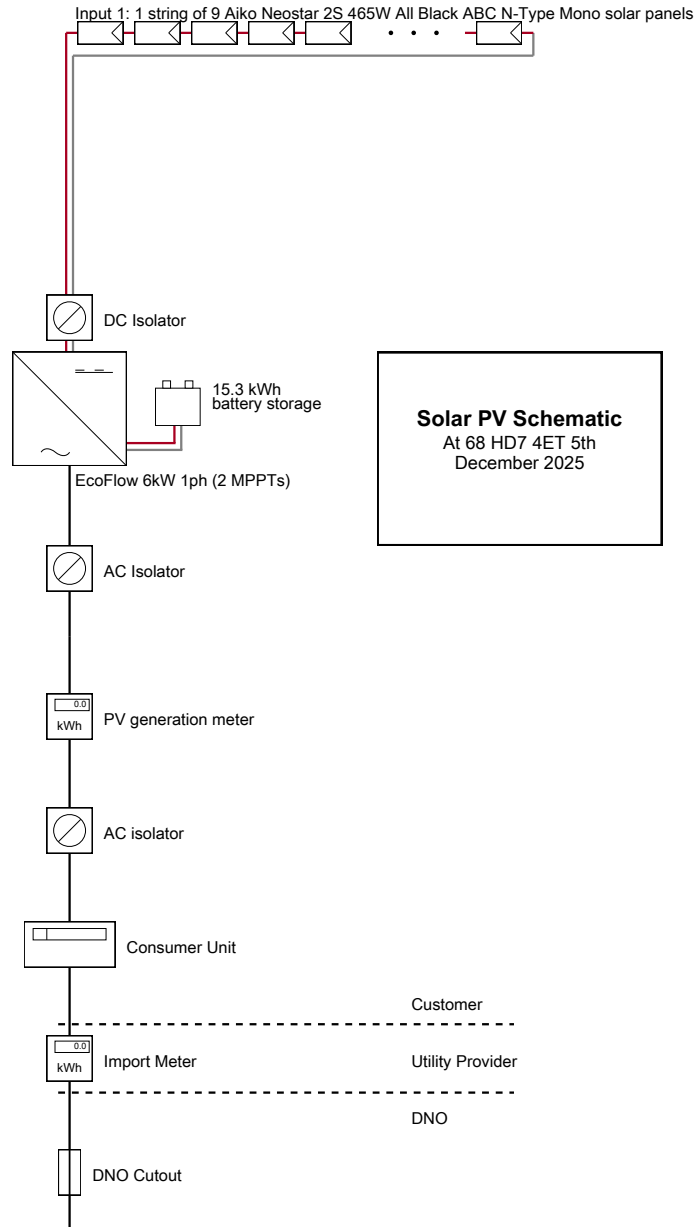 Input 1: 1 string of 9 Aiko Neostar 2S 465W All Black ABC N-Type Mono solar panels
DC Isolator
15.3 kWh
battery storage
Solar PV Schematic
At 68 HD7 4ET 5th
December 2025
EcoFlow 6kW 1ph (2 MPPTs)
AC Isolator
0.0
kWh
PV generation meter
AC isolator
Consumer Unit
Customer
0.0
kWh
Import Meter
Utility Provider
DNO
DNO Cutout